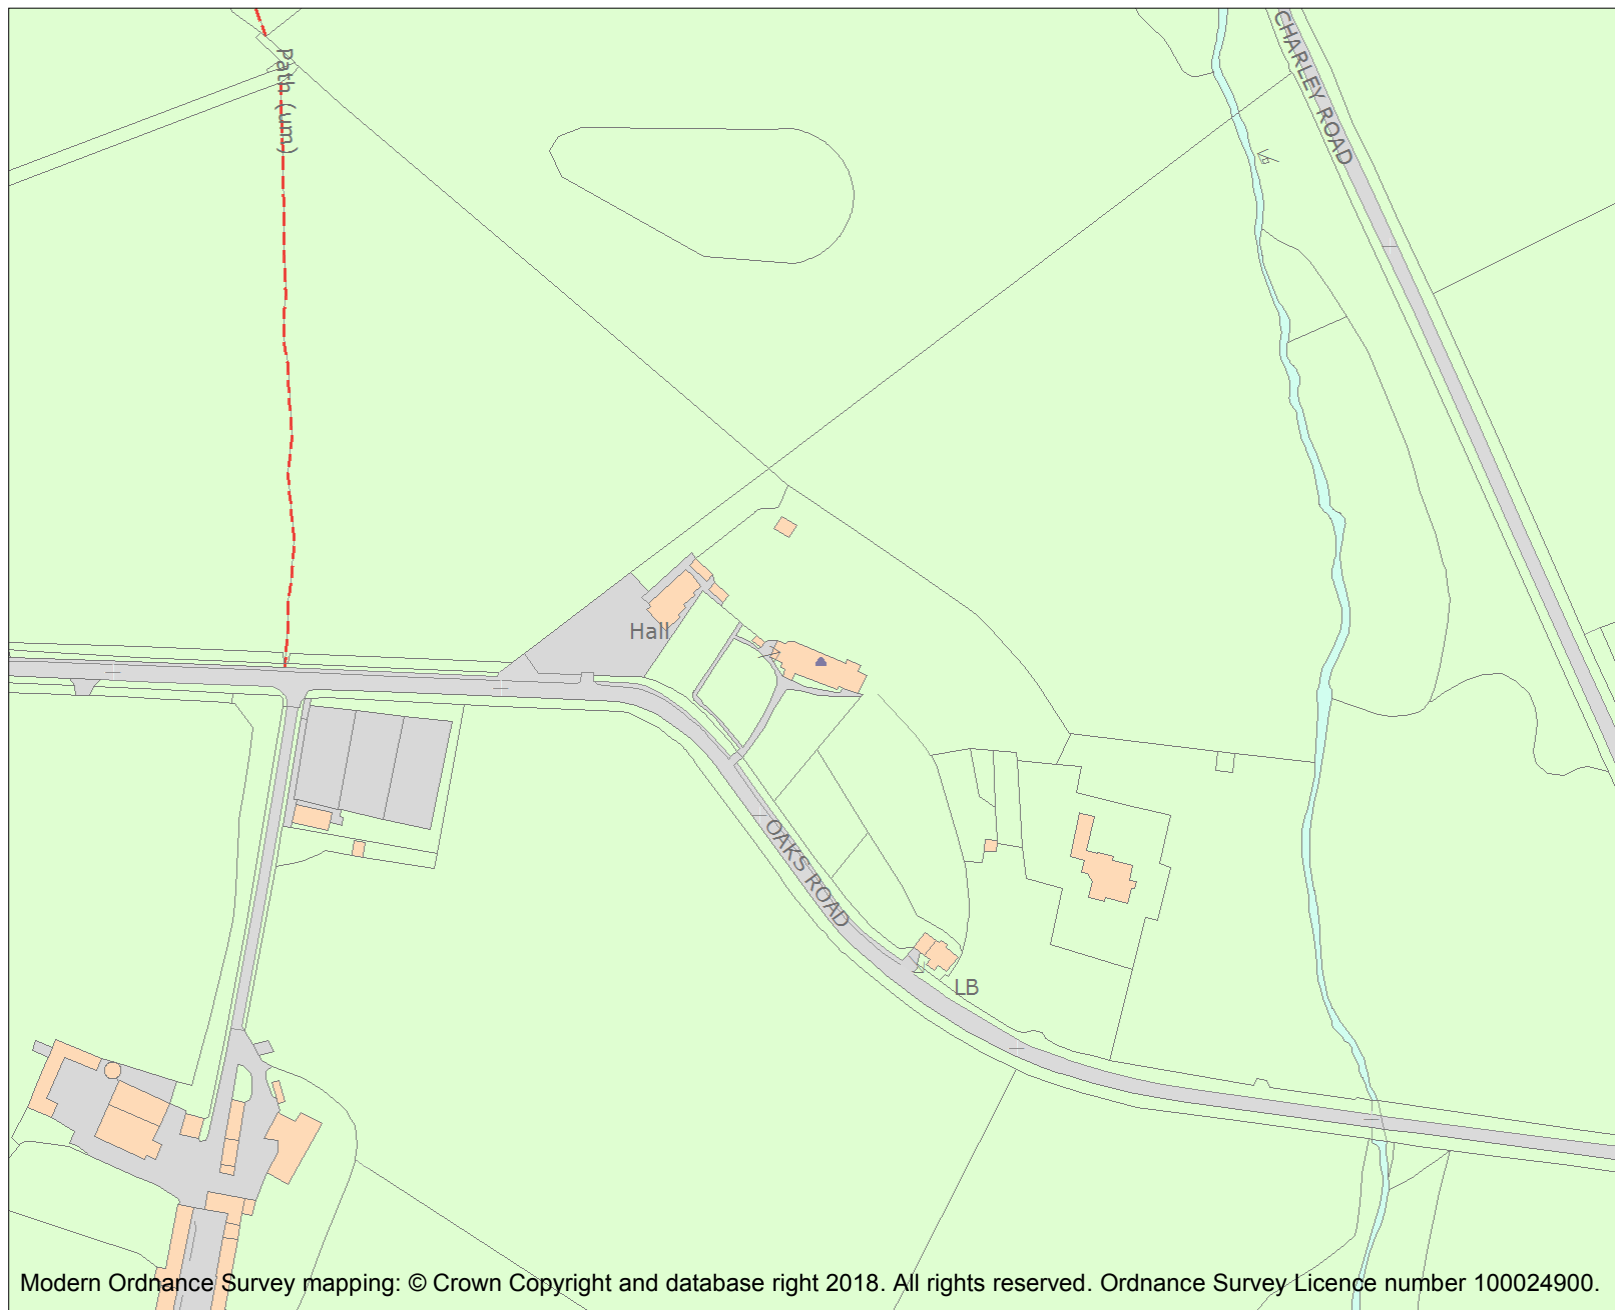 CHARLEY ROAD
Path (um)
Hall
OAKS ROAD
LB
Modern Ordnance Survey mapping: © Crown Copyright and database right 2018. All rights reserved. Ordnance Survey Licence number 100024900.